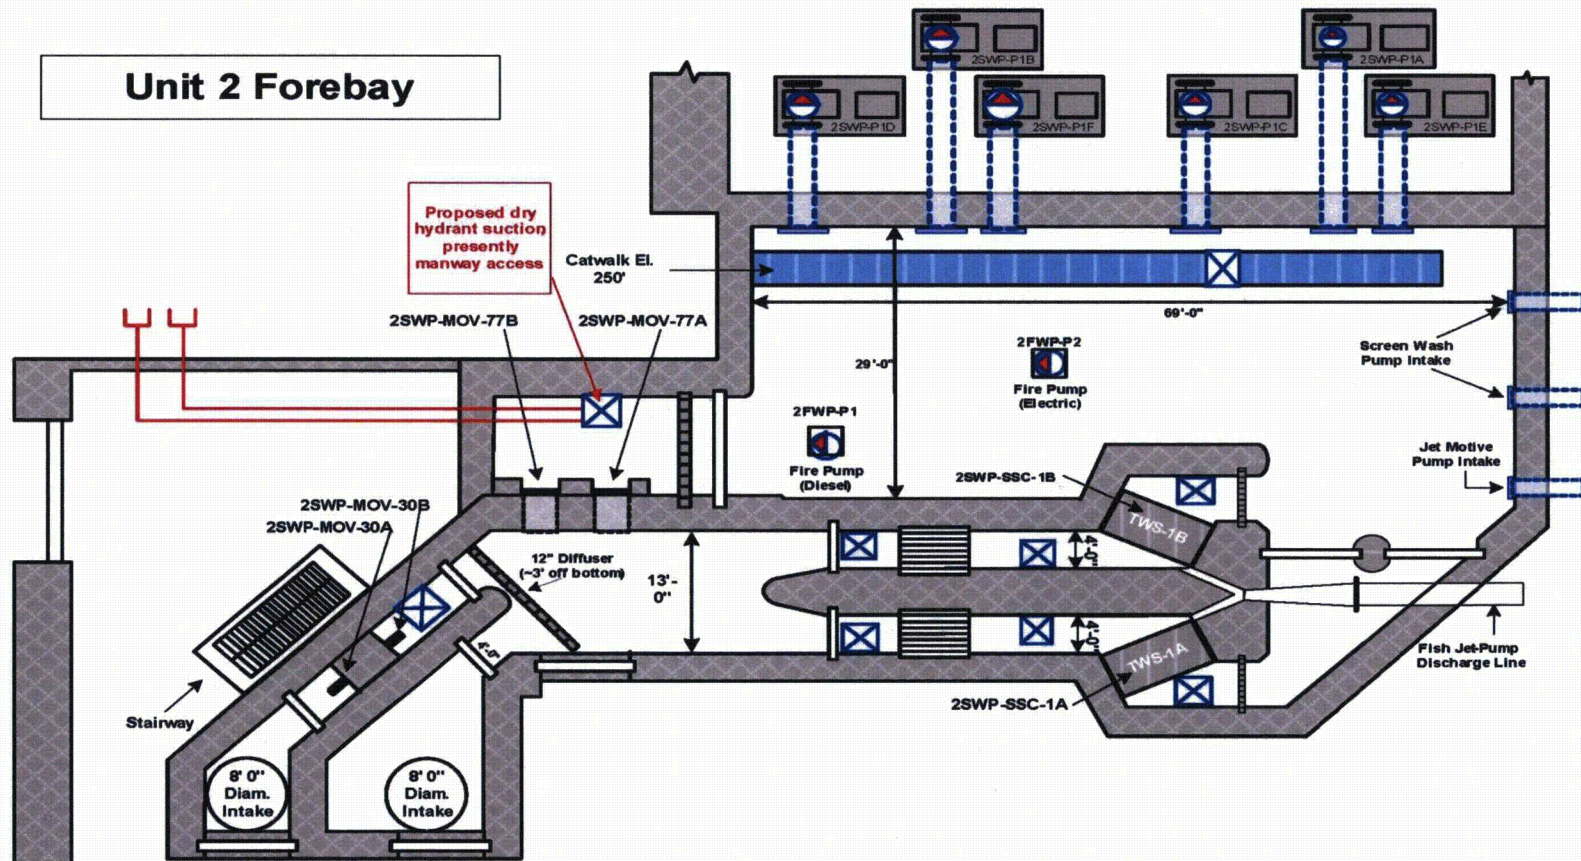 Unit 2 Forebay
2SWP-P1B
2SWP-P1A
2SWP-P1D
2SWP-P1F
2SWP-P1C
2SWP-P1E
Proposed dry
hydrant suction,
presently
manway access
Catwalk El.
250'
69'-0"
2SWP-MOV-77B
2SWP-MOV-77A
29'-0"
2FWP-P2
Fire Pump
(Electric)
Screen Wash
Pump Intake
2FWP-P1
Fire Pump
(Diesel)
Jet Motive
Pump Intake
2SWP-SSC-1B
2SWP-MOV-30B
2SWP-MOV-30A
TWS-1B
12" Diffuser
(~3' off bottom)
13'-
0"
4'-0"
4'-0"
4'-0"
TWS-1A
Fish Jet-Pump
Discharge Line
2SWP-SSC-1A
Stairway
8' 0"
Diam.
Intake
8' 0"
Diam.
Intake